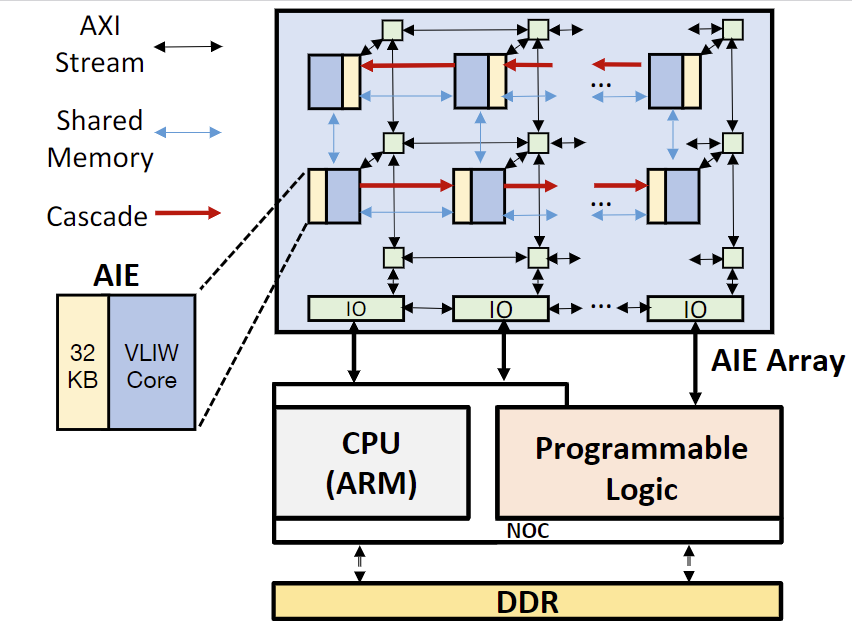 AXI
Stream
Shared
Memory
Cascade
AIE
32
KB
VLIW
Core
...
...
IO
IO
...
IO
AIE Array
CPU
(ARM)
Programmable
Logic
NOC
DDR